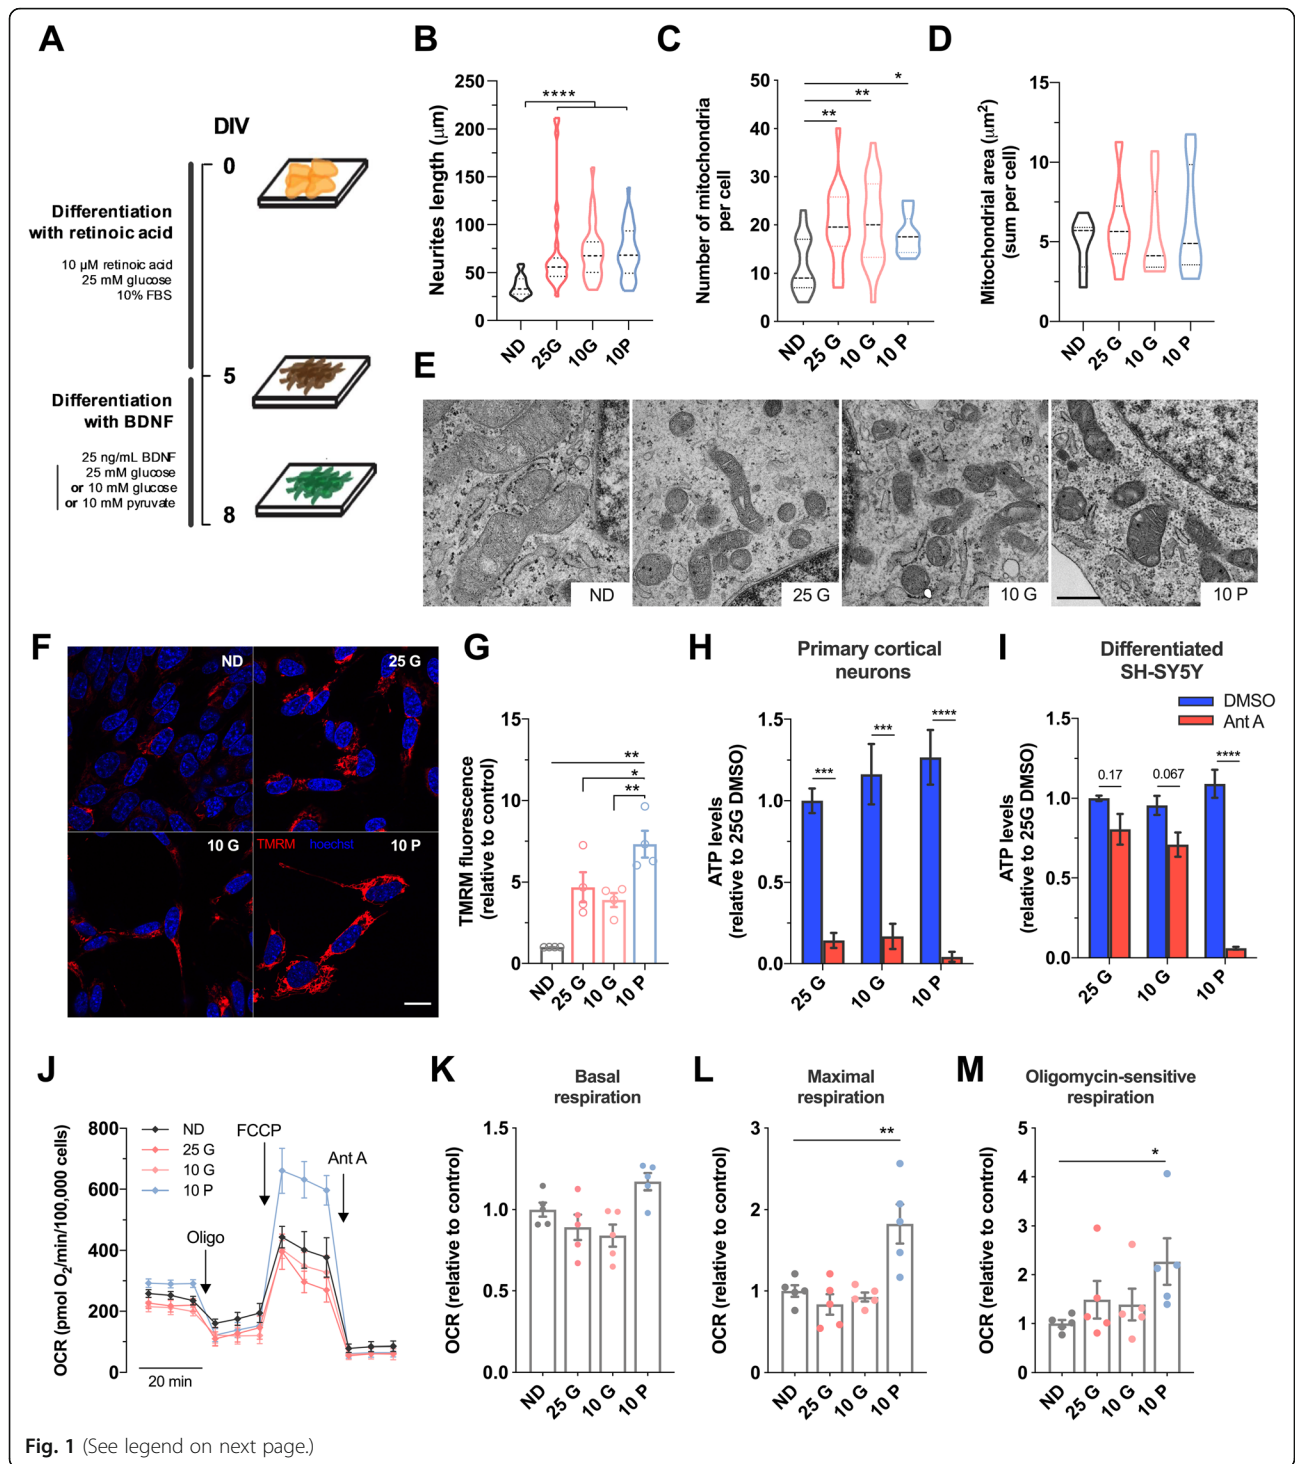 A
DIV
0
Differentiation
with retinoic acid
10 µM retinoic acid
25 mM glucose
10% FBS
5
Differentiation
with BDNF
25 ng/mL BDNF
25 mM glucose
or 10 mM glucose
or 10 mM pyruvate
8
B
Neurites length (μm)
250
200
150
100
50
0
****
ND
25G
10G
10P
C
Number of mitochondria
per cell
50
40
30
20
10
0
*
**
**
ND
25 G
10 G
10 P
D
Mitochondrial area (μm²)
(sum per cell)
15
10
5
0
ND
25 G
10 G
10 P
E
ND
25 G
10 G
10 P
F
ND
25 G
10 G
TMRM
hoechst
10 P
G
TMRM fluorescence
(relative to control)
15
10
5
0
**
*
**
ND
25 G
10 G
10 P
H
Primary cortical
neurons
ATP levels
(relative to 25G DMSO)
1.5
1.0
0.5
0.0
***
***
****
25 G
10 G
10 P
I
Differentiated
SH-SY5Y
DMSO
Ant A
ATP levels
(relative to 25G DMSO)
1.5
1.0
0.5
0.0
0.17
0.067
****
25 G
10 G
10 P
J
OCR (pmol O₂/min/100,000 cells)
800
600
400
200
0
ND
25 G
10 G
10 P
Oligo
FCCP
Ant A
20 min
K
Basal
respiration
OCR (relative to control)
1.5
1.0
0.5
0.0
ND
25 G
10 G
10 P
L
Maximal
respiration
OCR (relative to control)
3
2
1
0
**
ND
25 G
10 G
10 P
M
Oligomycin-sensitive
respiration
OCR (relative to control)
5
4
3
2
1
0
*
ND
25 G
10 G
10 P
Fig. 1 (See legend on next page.)